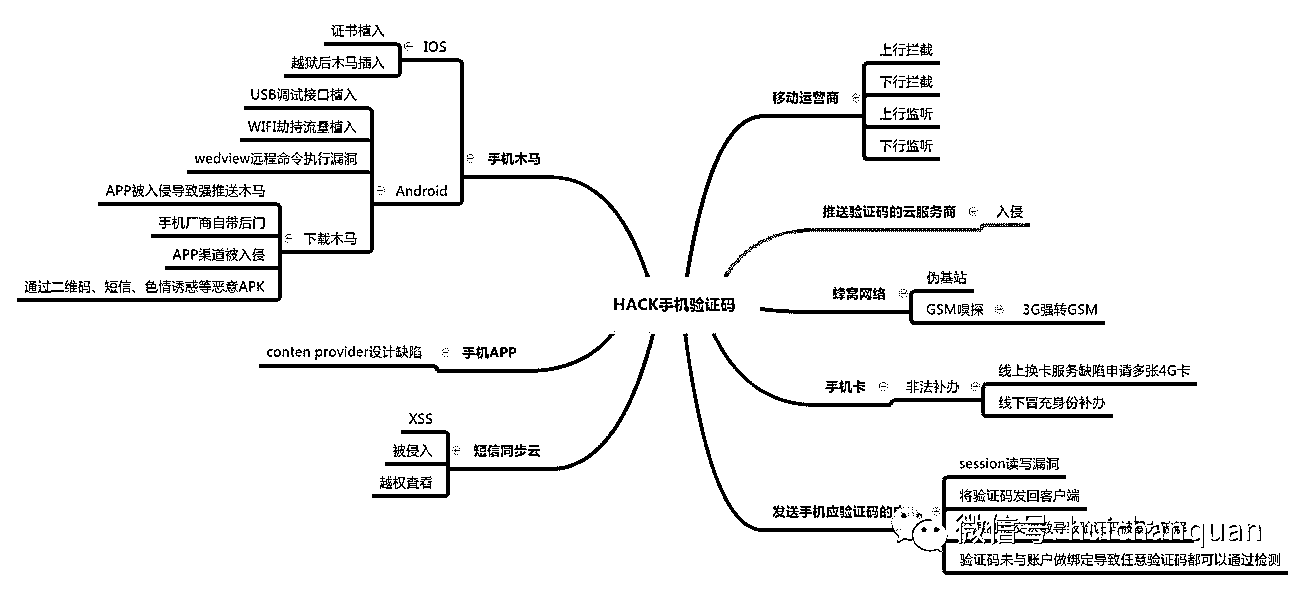 HACK手机验证码
手机木马
IOS
证书植入
越狱后木马插入
Android
USB调试接口植入
WIFI劫持流量植入
wedview远程命令执行漏洞
下载木马
APP被入侵导致强推送木马
手机厂商自带后门
APP渠道被入侵
通过二维码、短信、色情诱惑等恶意APK
手机APP
conten provider设计缺陷
短信同步云
XSS
被侵入
越权查看
移动运营商
上行拦截
下行拦截
上行监听
下行监听
推送验证码的云服务商
入侵
蜂窝网络
伪基站
GSM嗅探
3G强转GSM
手机卡
非法补办
线上换卡服务缺陷申请多张4G卡
线下冒充身份补办
发送手机应验证码的
session读写漏洞
将验证码发回客户端
微信号: huichanquan
验证码未与账户做绑定导致任意验证码都可以通过检测